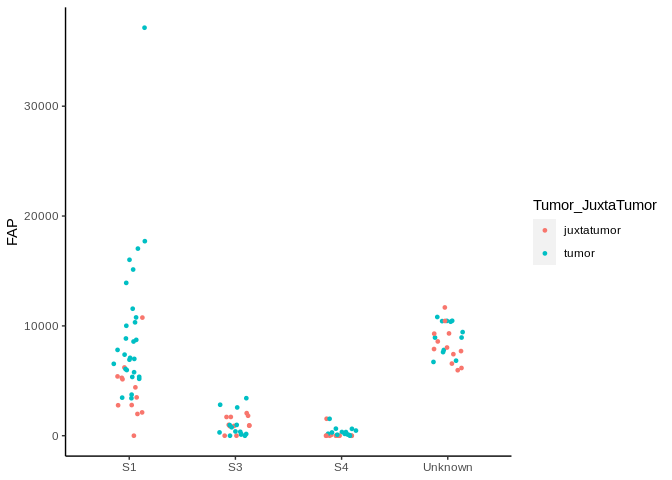 FAP
30000
20000
10000
0
S1
S3
S4
Unknown
Tumor_JuxtaTumor
juxtatumor
tumor